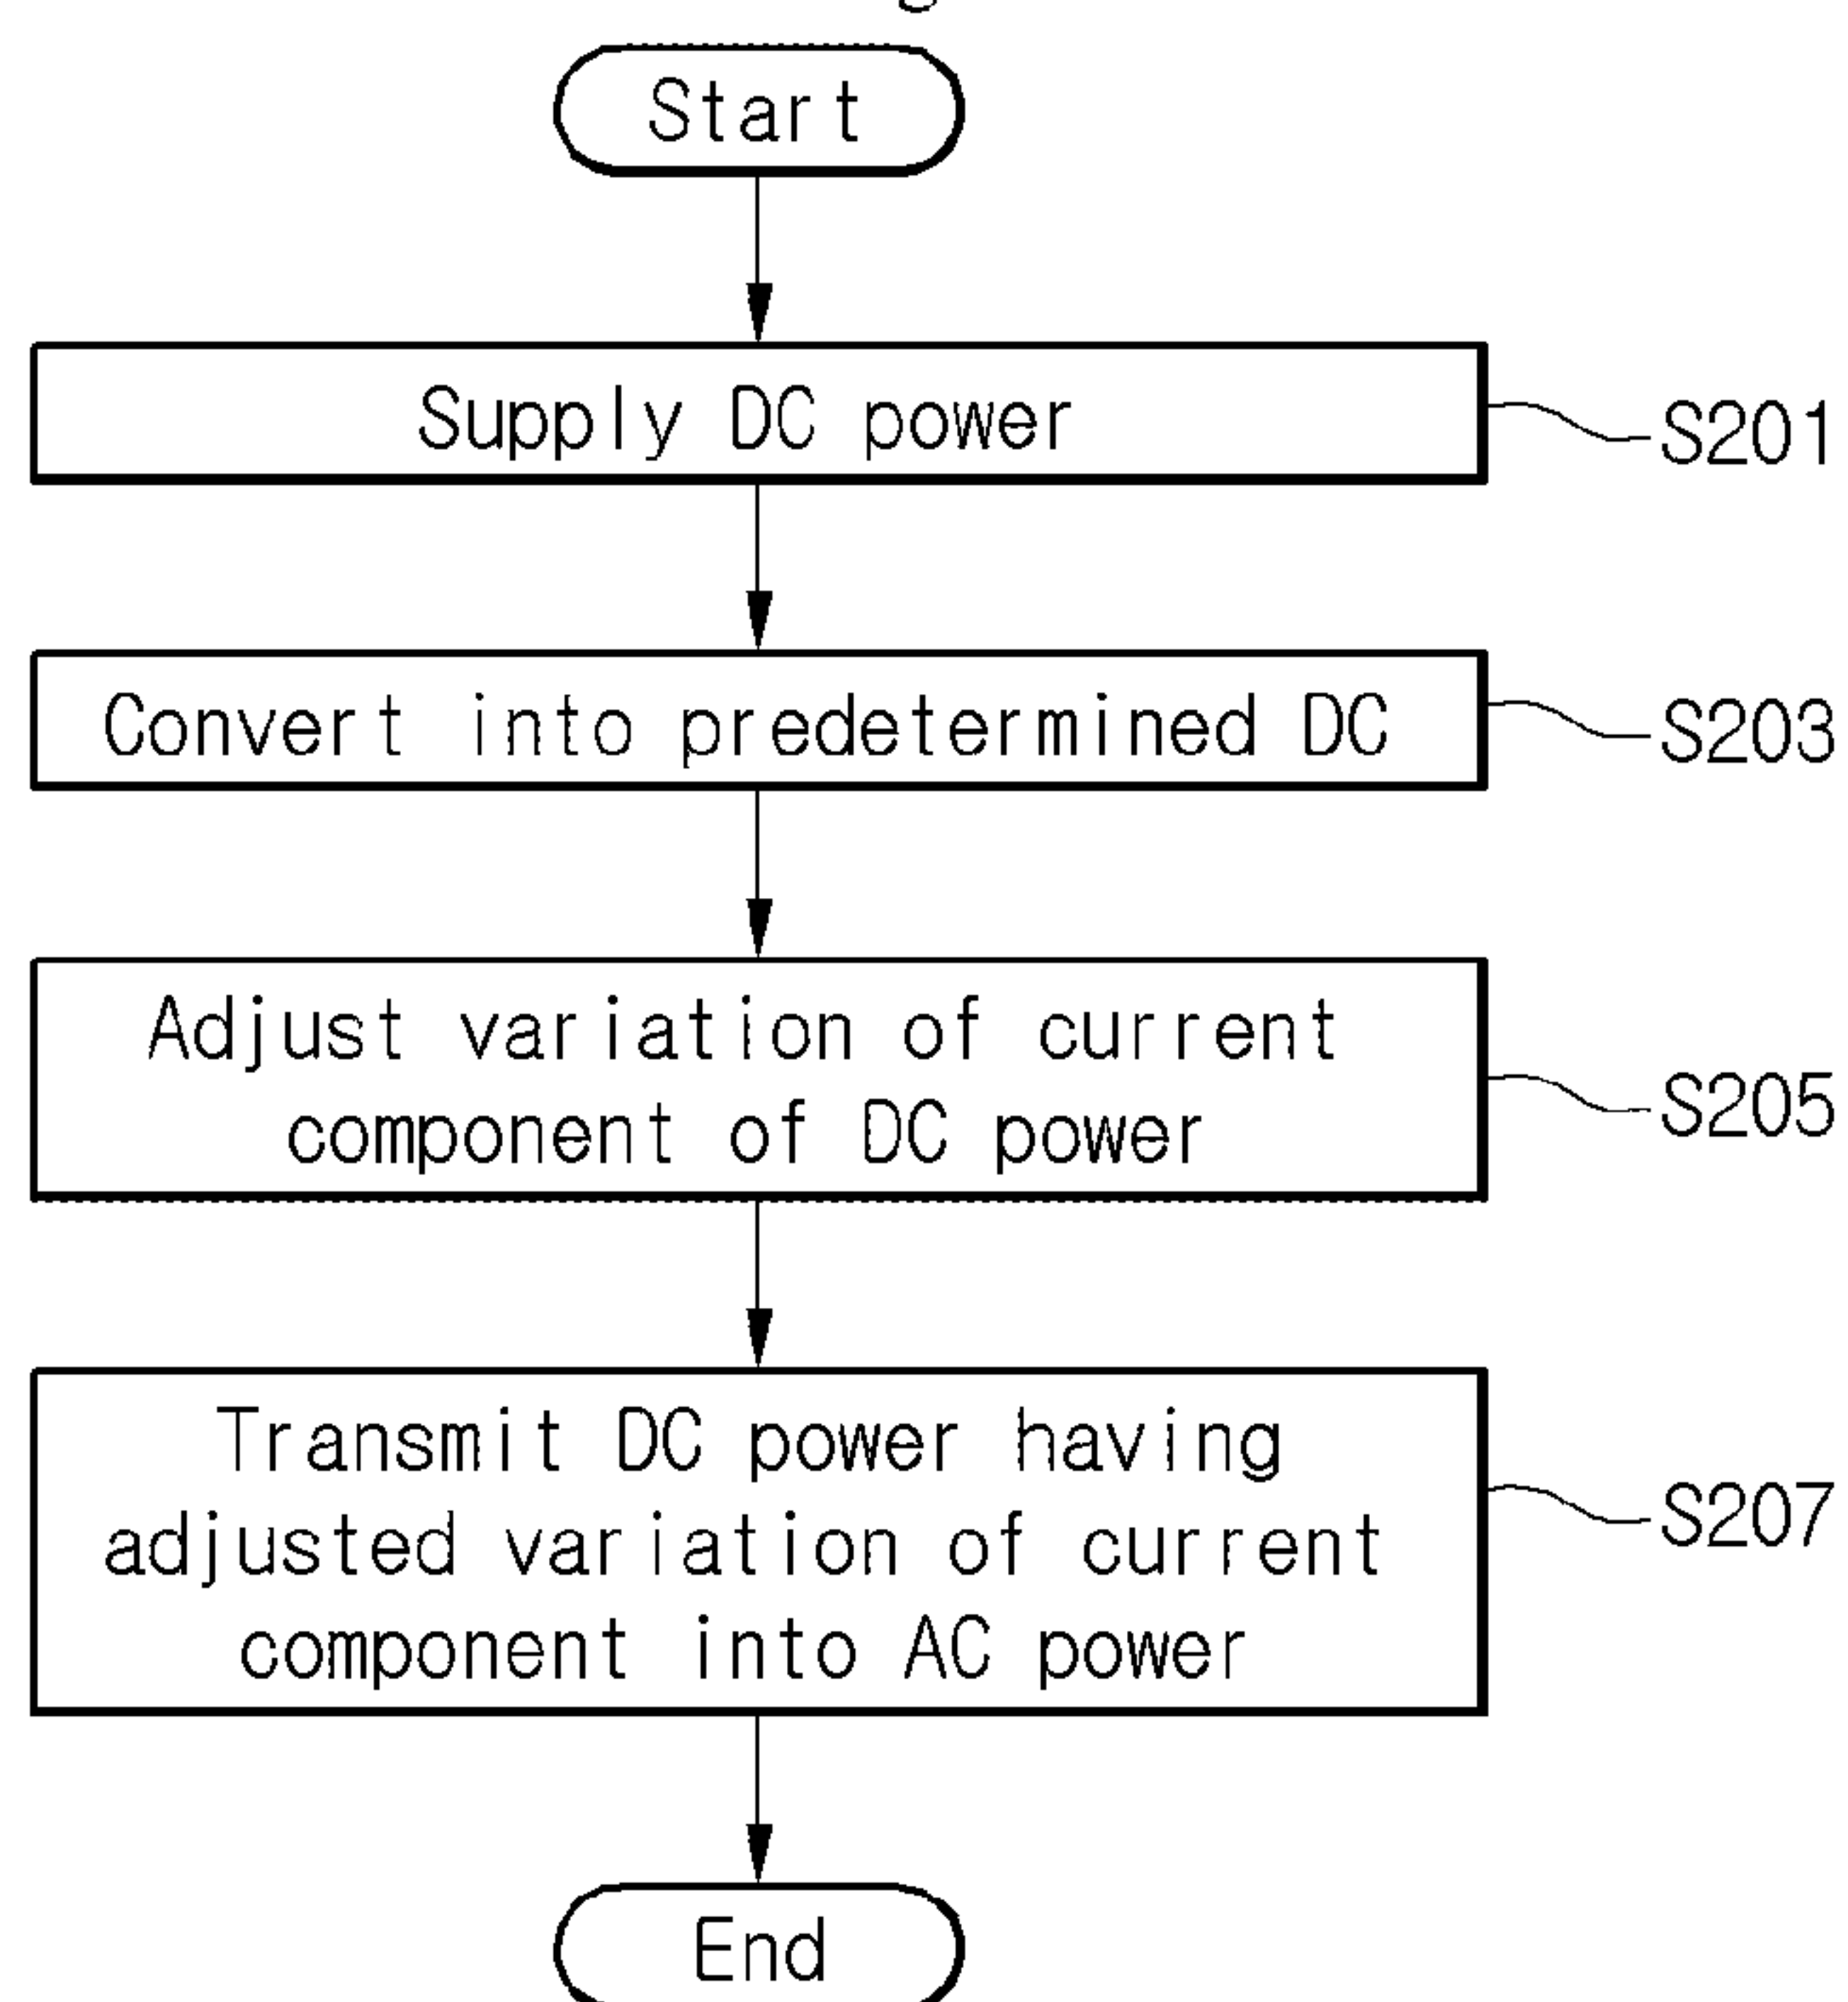 Start
Supply DC power
S201
Convert into predetermined DC
S203
Adjust variation of current
component of DC power
S205
Transmit DC power having
adjusted variation of current
component into AC power
S207
End